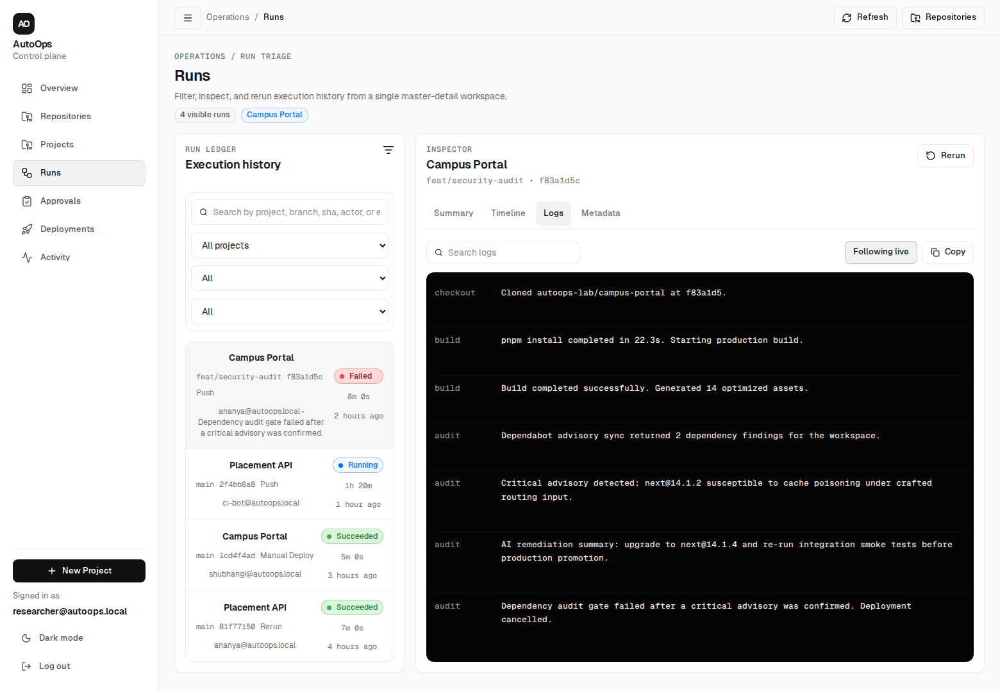 AO
AutoOps
Control plane
Overview
Repositories
Projects
Runs
Approvals
Deployments
Activity
New Project
Signed in as
researcher@autoops.local
Dark mode
Log out
Operations / Runs
Refresh
Repositories
OPERATIONS / RUN TRIAGE
Runs
Filter, inspect, and rerun execution history from a single master-detail workspace.
4 visible runs
Campus Portal
RUN LEDGER
Execution history
Search by project, branch, sha, actor, or e
All projects
All
All
Campus Portal
feat/security-audit f83a1d5c
Push
ananya@autoops.local •
Dependency audit gate failed after
a critical advisory was confirmed.
Failed
8m 0s
2 hours ago
Placement API
main 2f4bb8a8 Push
ci-bot@autoops.local
Running
1h 20m
1 hour ago
Campus Portal
main 1cd4f4ad Manual Deploy
shubhangi@autoops.local
Succeeded
5m 0s
3 hours ago
Placement API
main 81f77150 Rerun
ananya@autoops.local
Succeeded
7m 0s
4 hours ago
INSPECTOR
Campus Portal
feat/security-audit • f83a1d5c
Rerun
Summary
Timeline
Logs
Metadata
Search logs
Following live
Copy
checkout Cloned autoops-lab/campus-portal at f83a1d5.
build pnpm install completed in 22.3s. Starting production build.
build Build completed successfully. Generated 14 optimized assets.
audit Dependabot advisory sync returned 2 dependency findings for the workspace.
audit Critical advisory detected: next@14.1.2 susceptible to cache poisoning under crafted
routing input.
audit AI remediation summary: upgrade to next@14.1.4 and re-run integration smoke tests before
production promotion.
audit Dependency audit gate failed after a critical advisory was confirmed. Deployment
cancelled.